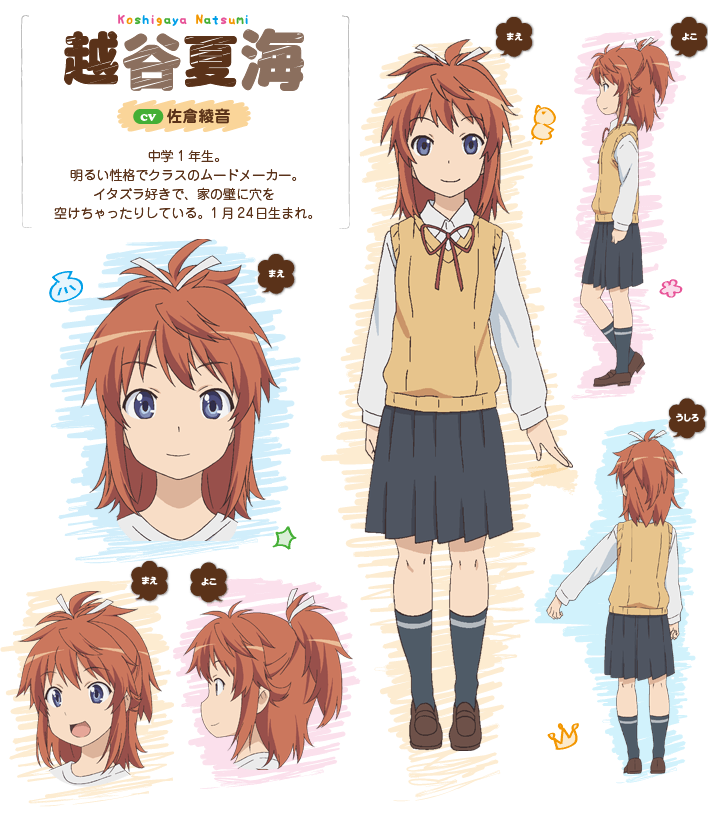 Koshigaya Natsumi
越谷夏海
cv 佐倉綾音
中学1年生。
明るい性格でクラスのムードメーカー。
イタズラ好きで、家の壁に穴を
空けちゃったりしている。1月24日生まれ。
まえ
よこ
まえ
うしろ
まえ
よこ